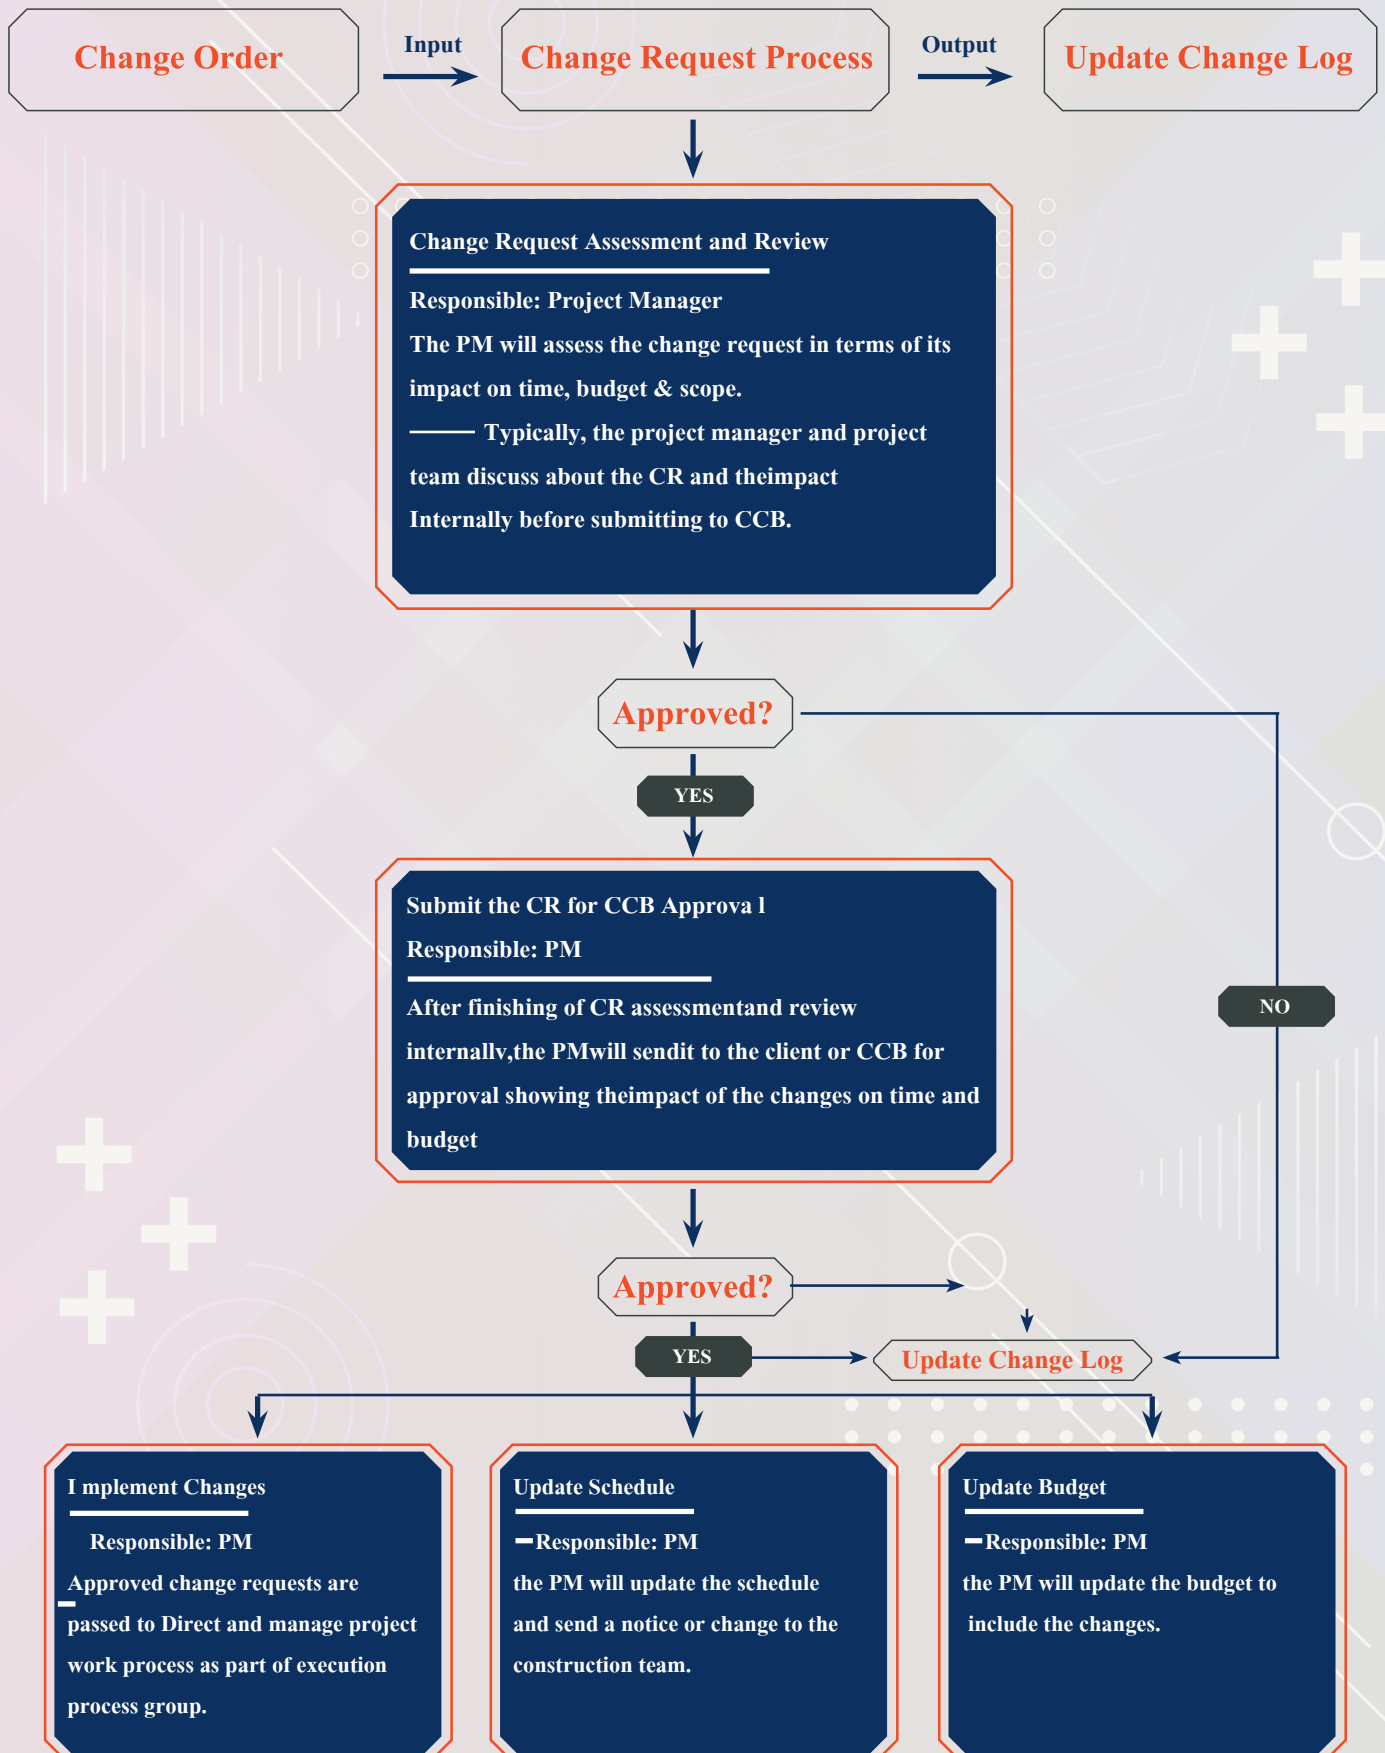 Change Order
Input
Change Request Process
Output
Update Change Log
Change Request Assessment and Review
Responsible: Project Manager
The PM will assess the change request in terms of its
impact on time, budget & scope.
Typically, the project manager and project
team discuss about the CR and theimpact
Internally before submitting to CCB.
Approved?
YES
Submit the CR for CCB Approva l
Responsible: PM
After finishing of CR assessmentand review
internallv,the PMwill sendit to the client or CCB for
approval showing theimpact of the changes on time and
budget
NO
Approved?
YES
Update Change Log
I mplement Changes
Responsible: PM
Approved change requests are
passed to Direct and manage project
work process as part of execution
process group.
Update Schedule
Responsible: PM
the PM will update the schedule
and send a notice or change to the
construction team.
Update Budget
Responsible: PM
the PM will update the budget to
include the changes.